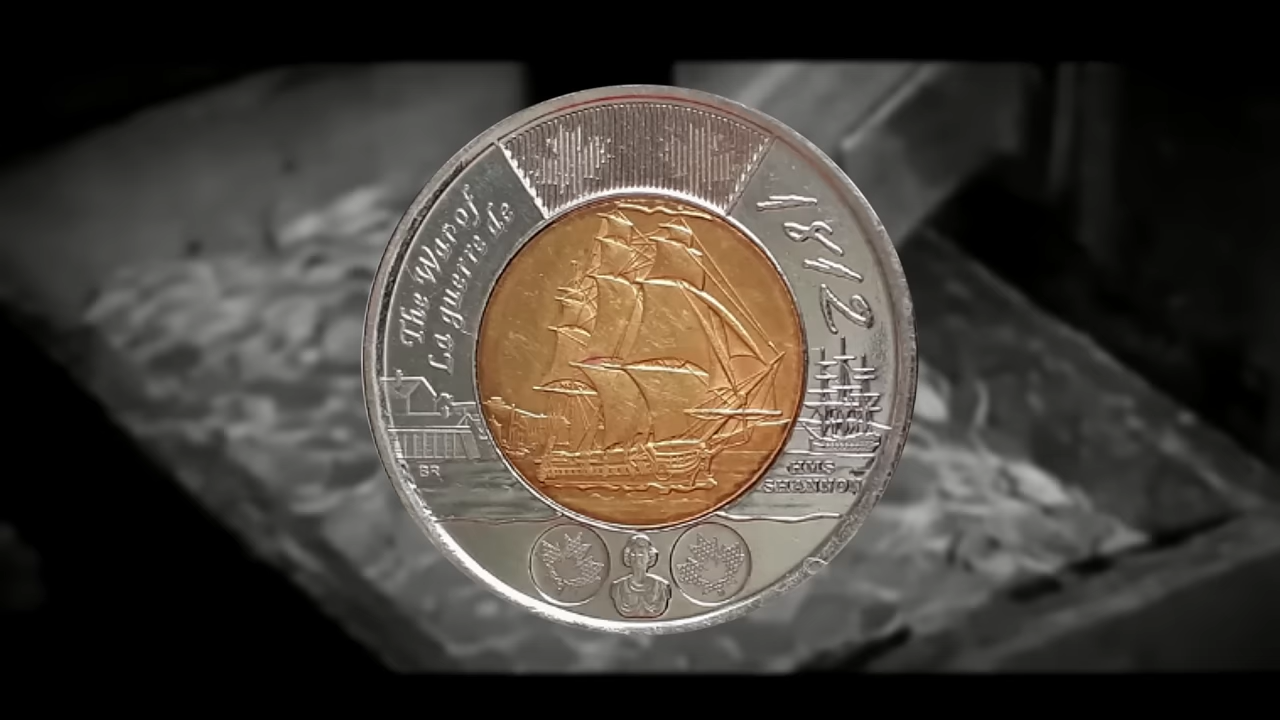 The War of
La guerre de
1812
BR
HMS
SHANNON